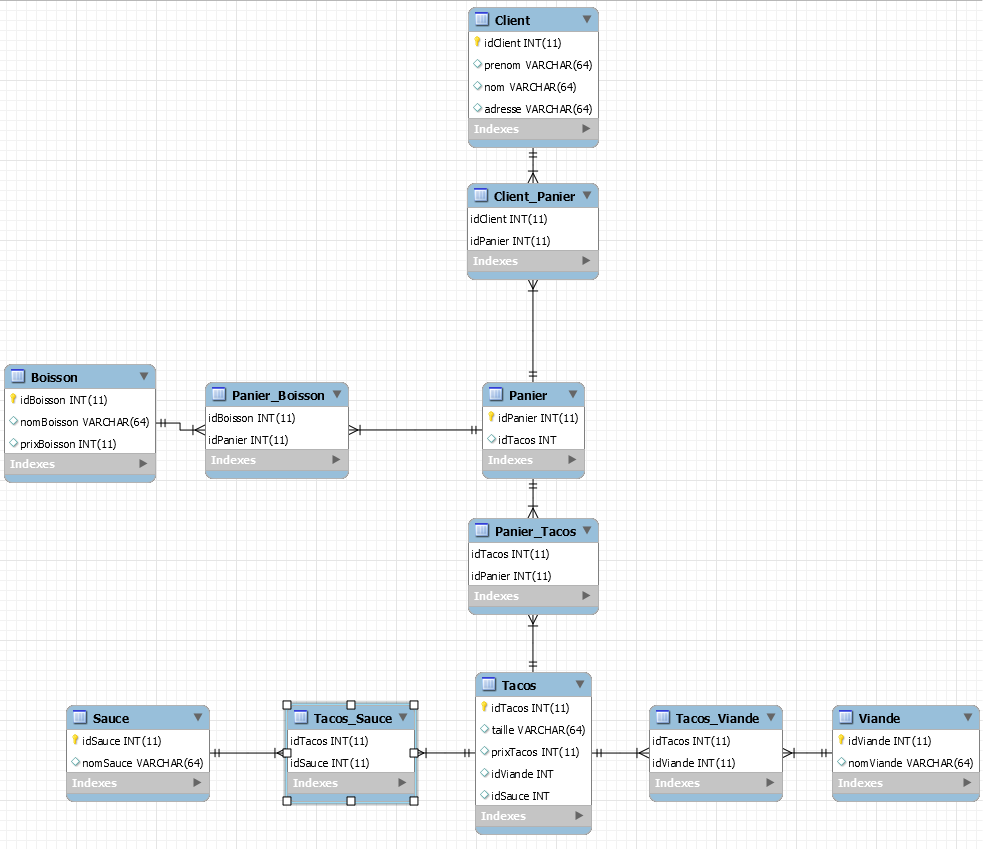 Client
idClient INT(11)
prenom VARCHAR(64)
nom VARCHAR(64)
adresse VARCHAR(64)
Indexes
Client_Panier
idClient INT(11)
idPanier INT(11)
Indexes
Boisson
idBoisson INT(11)
nomBoisson VARCHAR(64)
prixBoisson INT(11)
Indexes
Panier_Boisson
idBoisson INT(11)
idPanier INT(11)
Indexes
Panier
idPanier INT(11)
idTacos INT
Indexes
Panier_Tacos
idTacos INT(11)
idPanier INT(11)
Indexes
Sauce
idSauce INT(11)
nomSauce VARCHAR(64)
Indexes
Tacos_Sauce
idTacos INT(11)
idSauce INT(11)
Indexes
Tacos
idTacos INT(11)
taille VARCHAR(64)
prixTacos INT(11)
idViande INT
idSauce INT
Indexes
Tacos_Viande
idTacos INT(11)
idViande INT(11)
Indexes
Viande
idViande INT(11)
nomViande VARCHAR(64)
Indexes